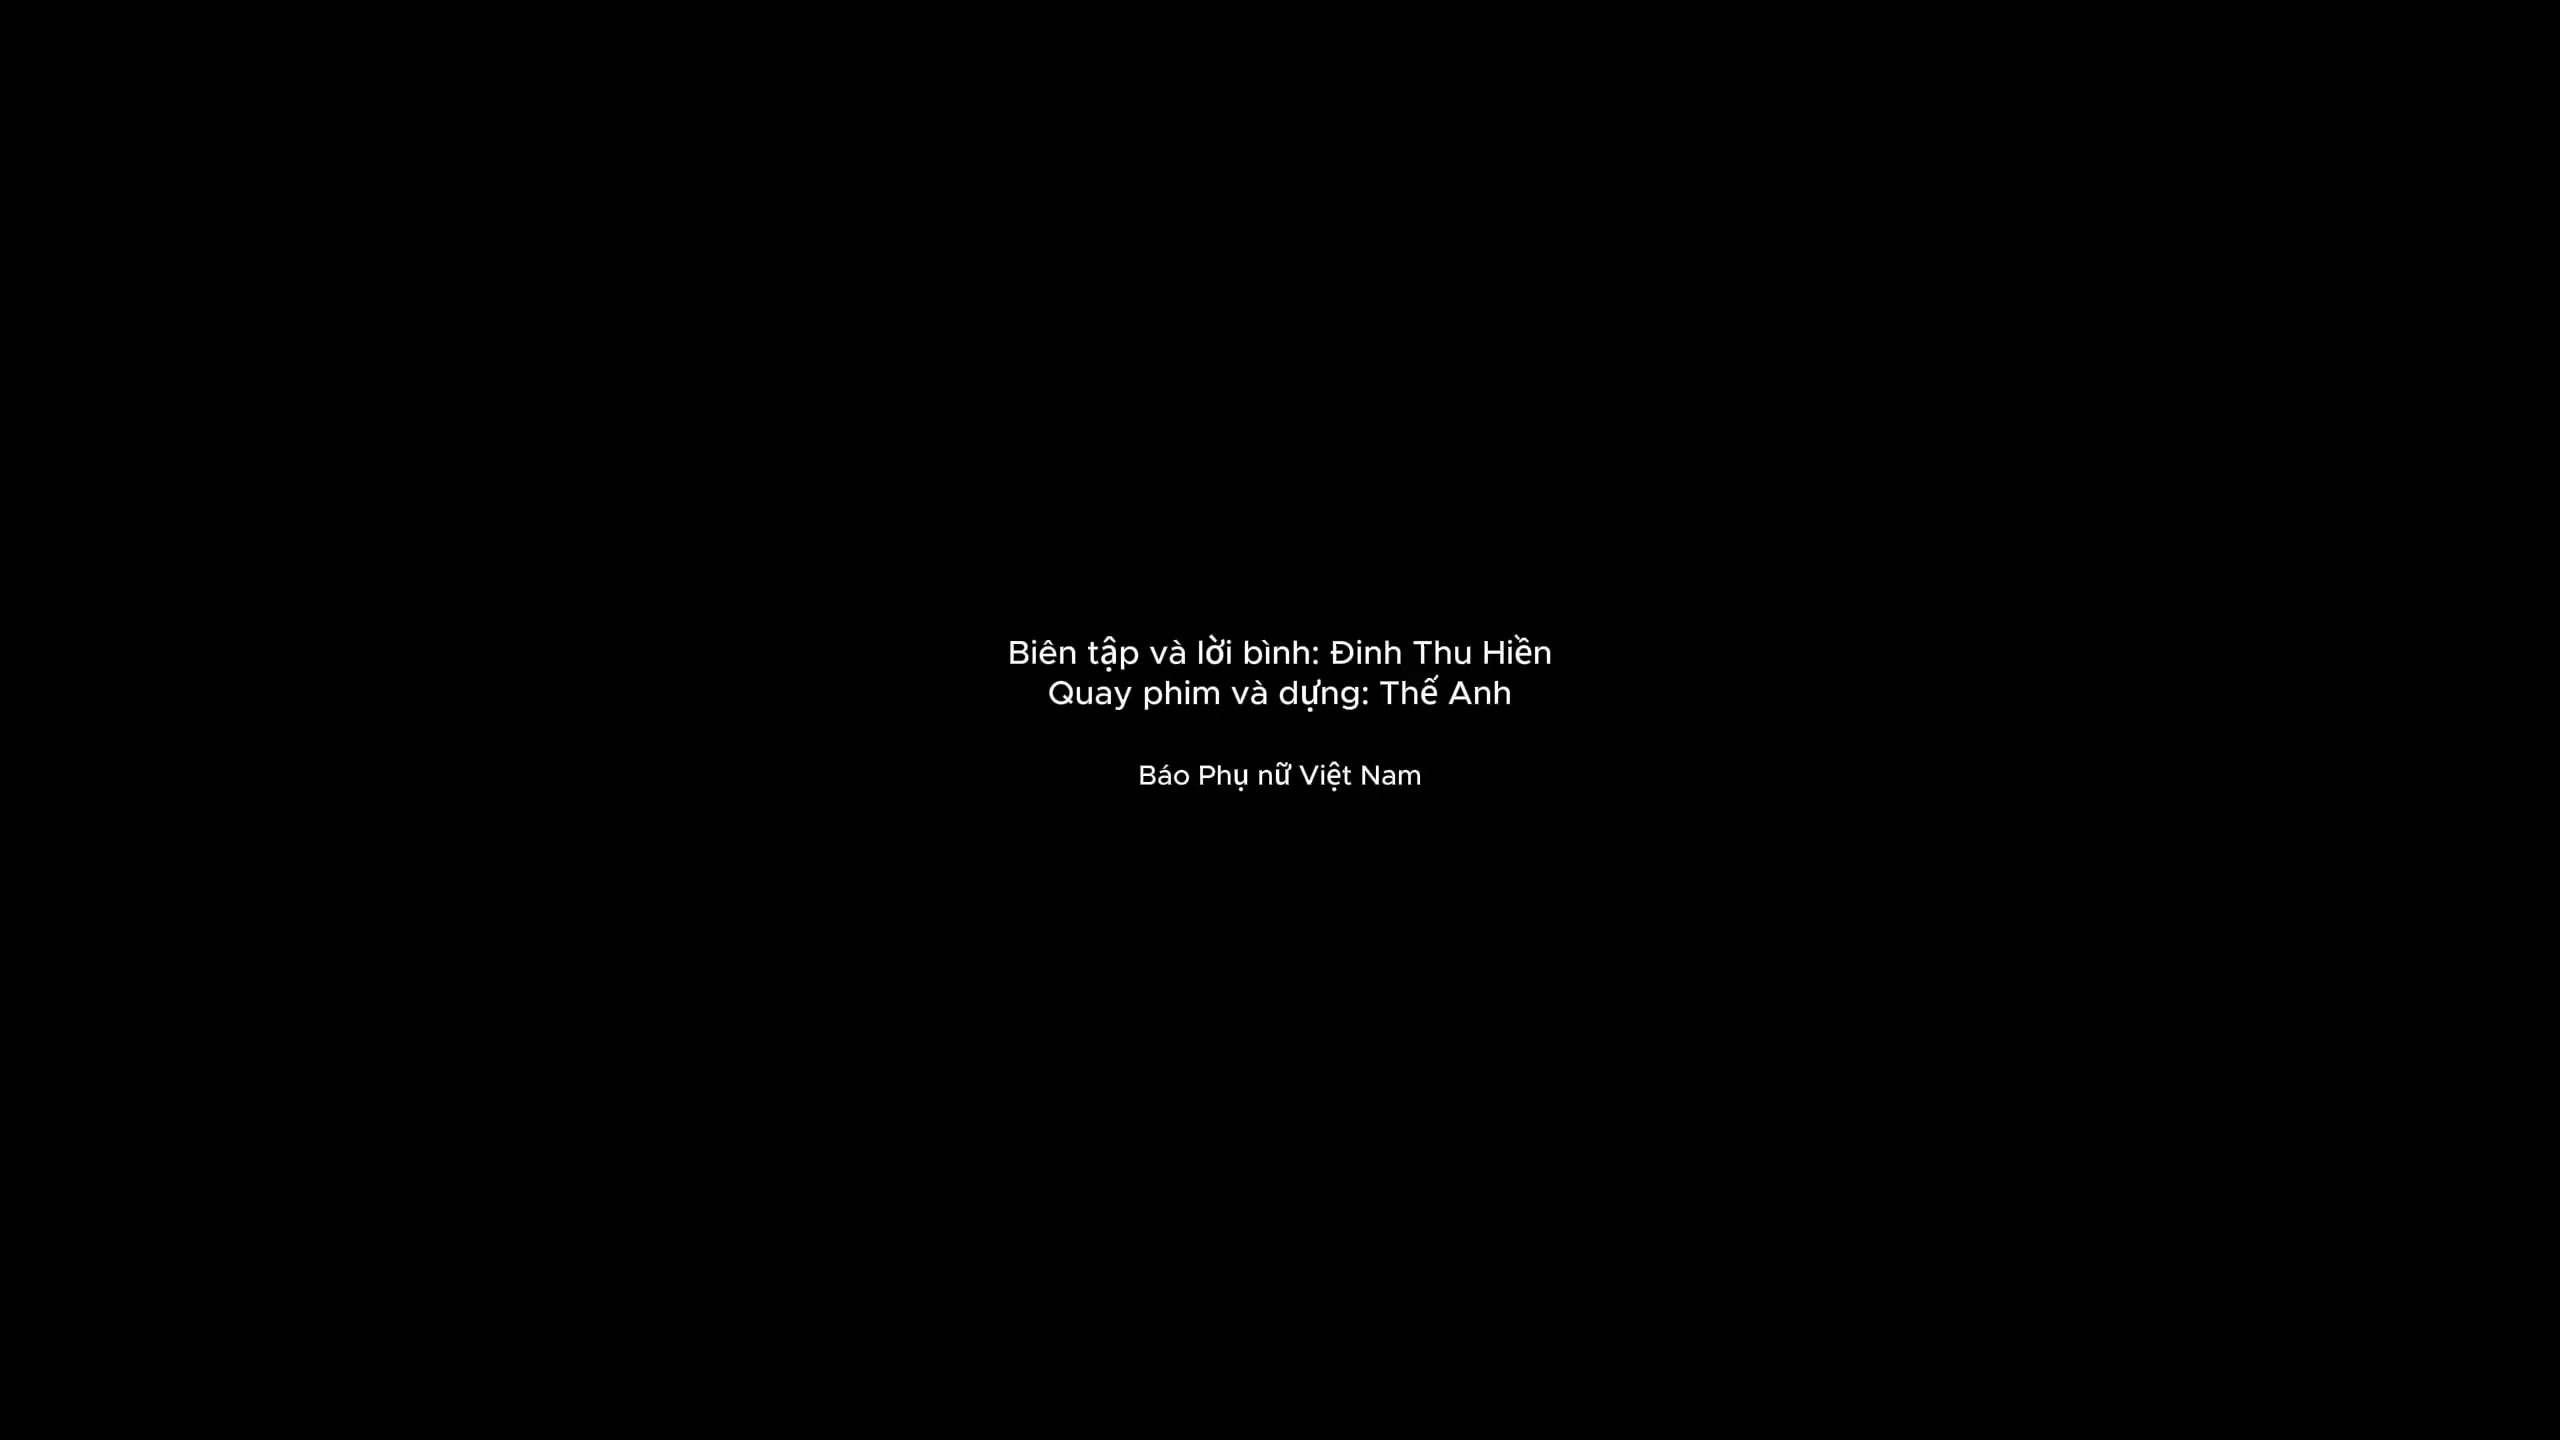 Biên tập và lời bình: Đinh Thu Hiền
Quay phim và dựng: Thế Anh
Báo Phụ nữ Việt Nam